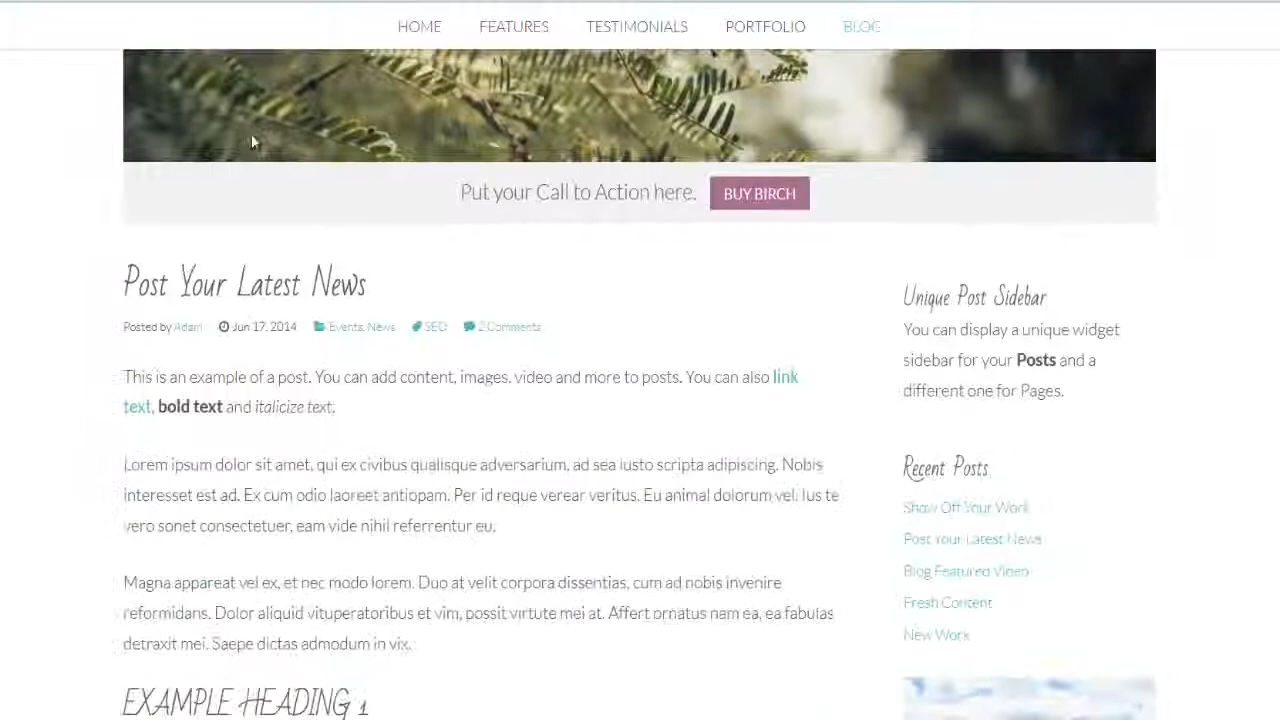 HOME FEATURES TESTIMONIALS PORTFOLIO BLOG
Put your Call to Action here. BUY BIRCH
Post Your Latest News
Posted by Adam Jun 17, 2014 Events, News SEO 2 Comments
This is an example of a post. You can add content, images, video and more to posts. You can also link
text, bold text and italicize text.
Lorem ipsum dolor sit amet, qui ex civibus qualisque adversarium, ad sea iusto scripta adipiscing. Nobis
interesset est ad. Ex cum odio laoreet antiopam. Per id reque verear veritus. Eu animal dolorum vel. Ius te
vero sonet consectetuer, eam vide nihil referrentur eu.
Magna appareat vel ex, et nec modo lorem. Duo at velit corpora dissentias, cum ad nobis invenire
reformidans. Dolor aliquid vituperatoribus et vim, possit virtute mei at. Affert ornatus nam ea, ea fabulas
detraxit mei. Saepe dictas admodum in vix.
EXAMPLE HEADING 1
Unique Post Sidebar
You can display a unique widget
sidebar for your Posts and a
different one for Pages.
Recent Posts
Show Off Your Work
Post Your Latest News
Blog Featured Video
Fresh Content
New Work